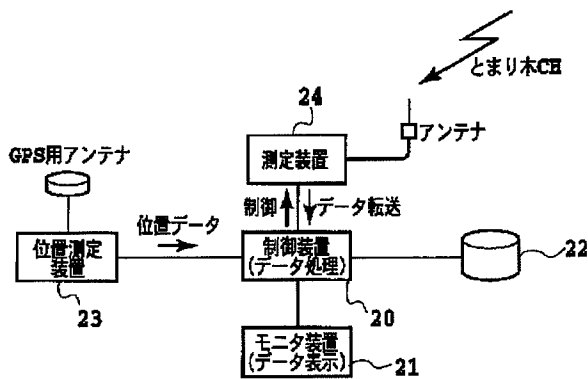 とまり木CH
24
アンテナ
GPS用アンテナ
測定装置
制御
データ転送
位置データ
位置測定
装置
制御装置
(データ処理)
22
23
20
モニタ装置
(データ表示)
21